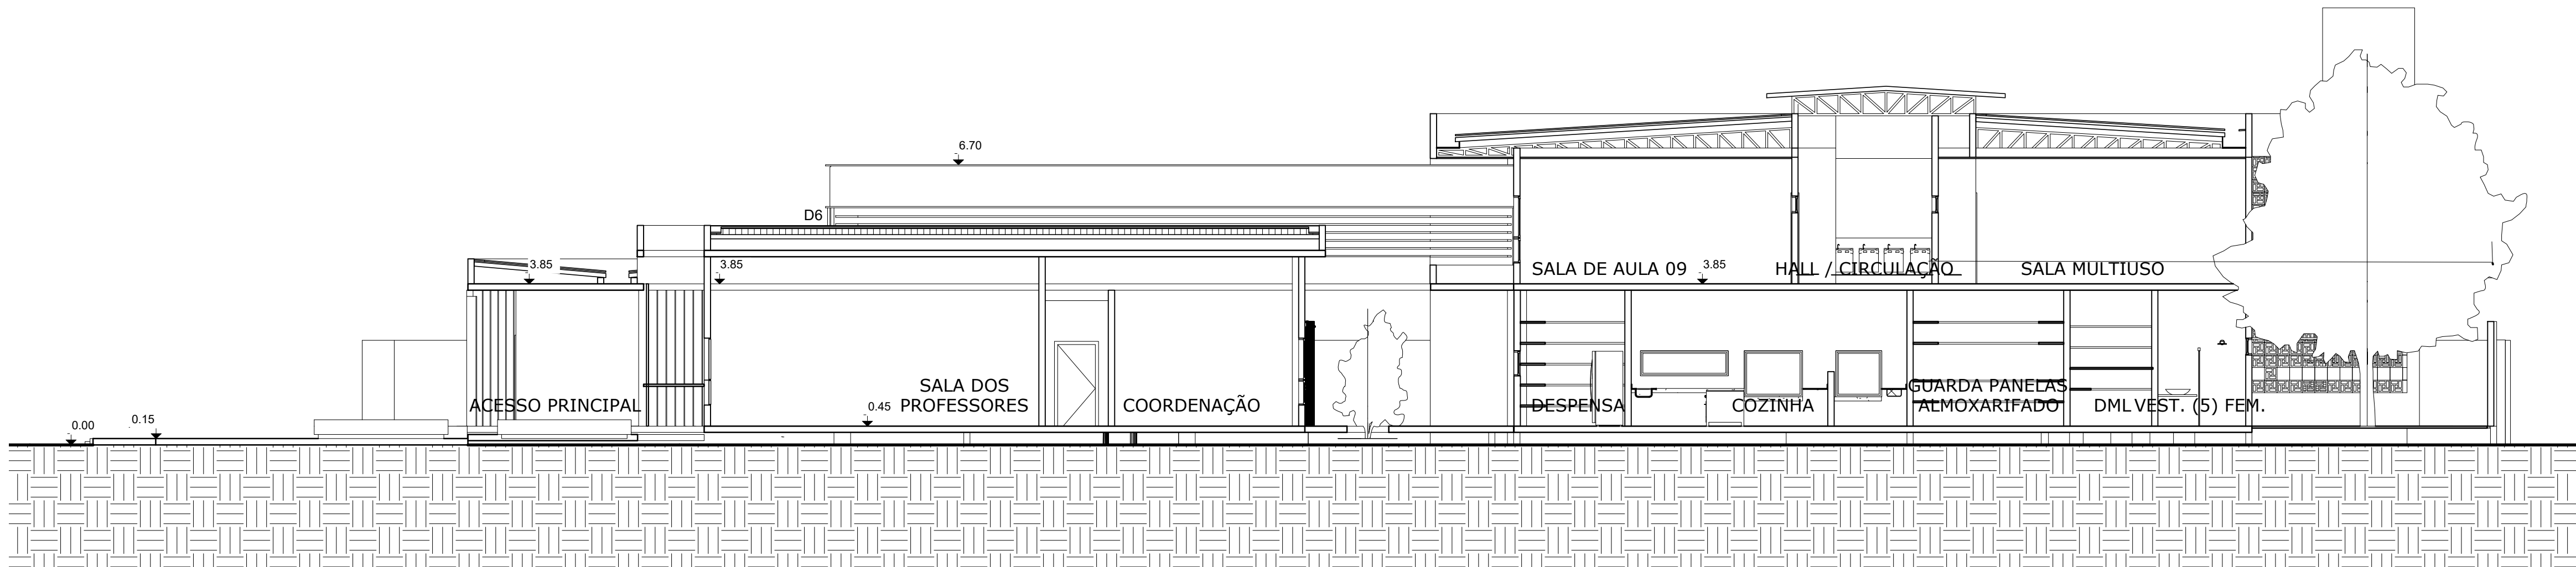 6.70
D6
3.85
3.85
SALA DE AULA 09
3.85
HALL / CIRCULAÇÃO
SALA MULTIUSO
SALA DOS
PROFESSORES
ACESSO PRINCIPAL
0.45
COORDENAÇÃO
DESPENSA
COZINHA
GUARDA PANELAS
ALMOXARIFADO
DML
VEST. (5) FEM.
0.00
0.15